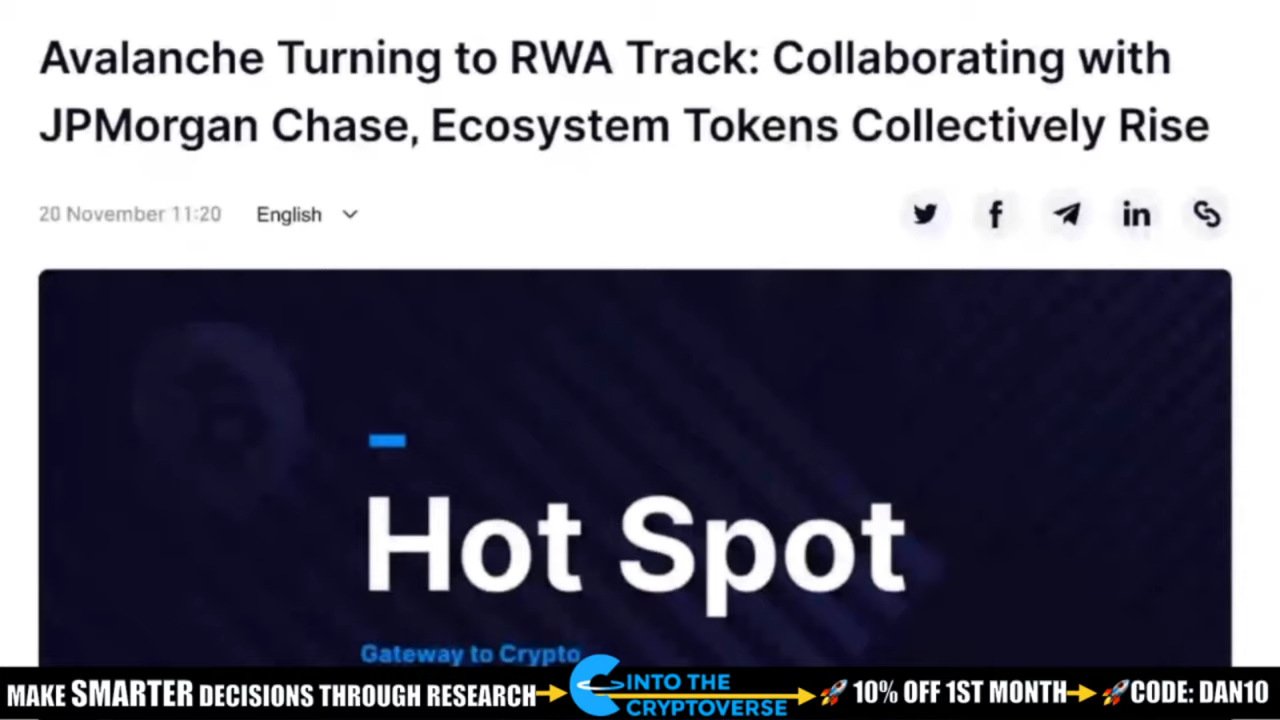 Avalanche Turning to RWA Track: Collaborating with
JPMorgan Chase, Ecosystem Tokens Collectively Rise
20 November 11:20 English
Hot Spot
Gateway to Crypto
MAKE SMARTER DECISIONS THROUGH RESEARCH INTO THE CRYPTOVERSE 10% OFF 1ST MONTH CODE: DAN10